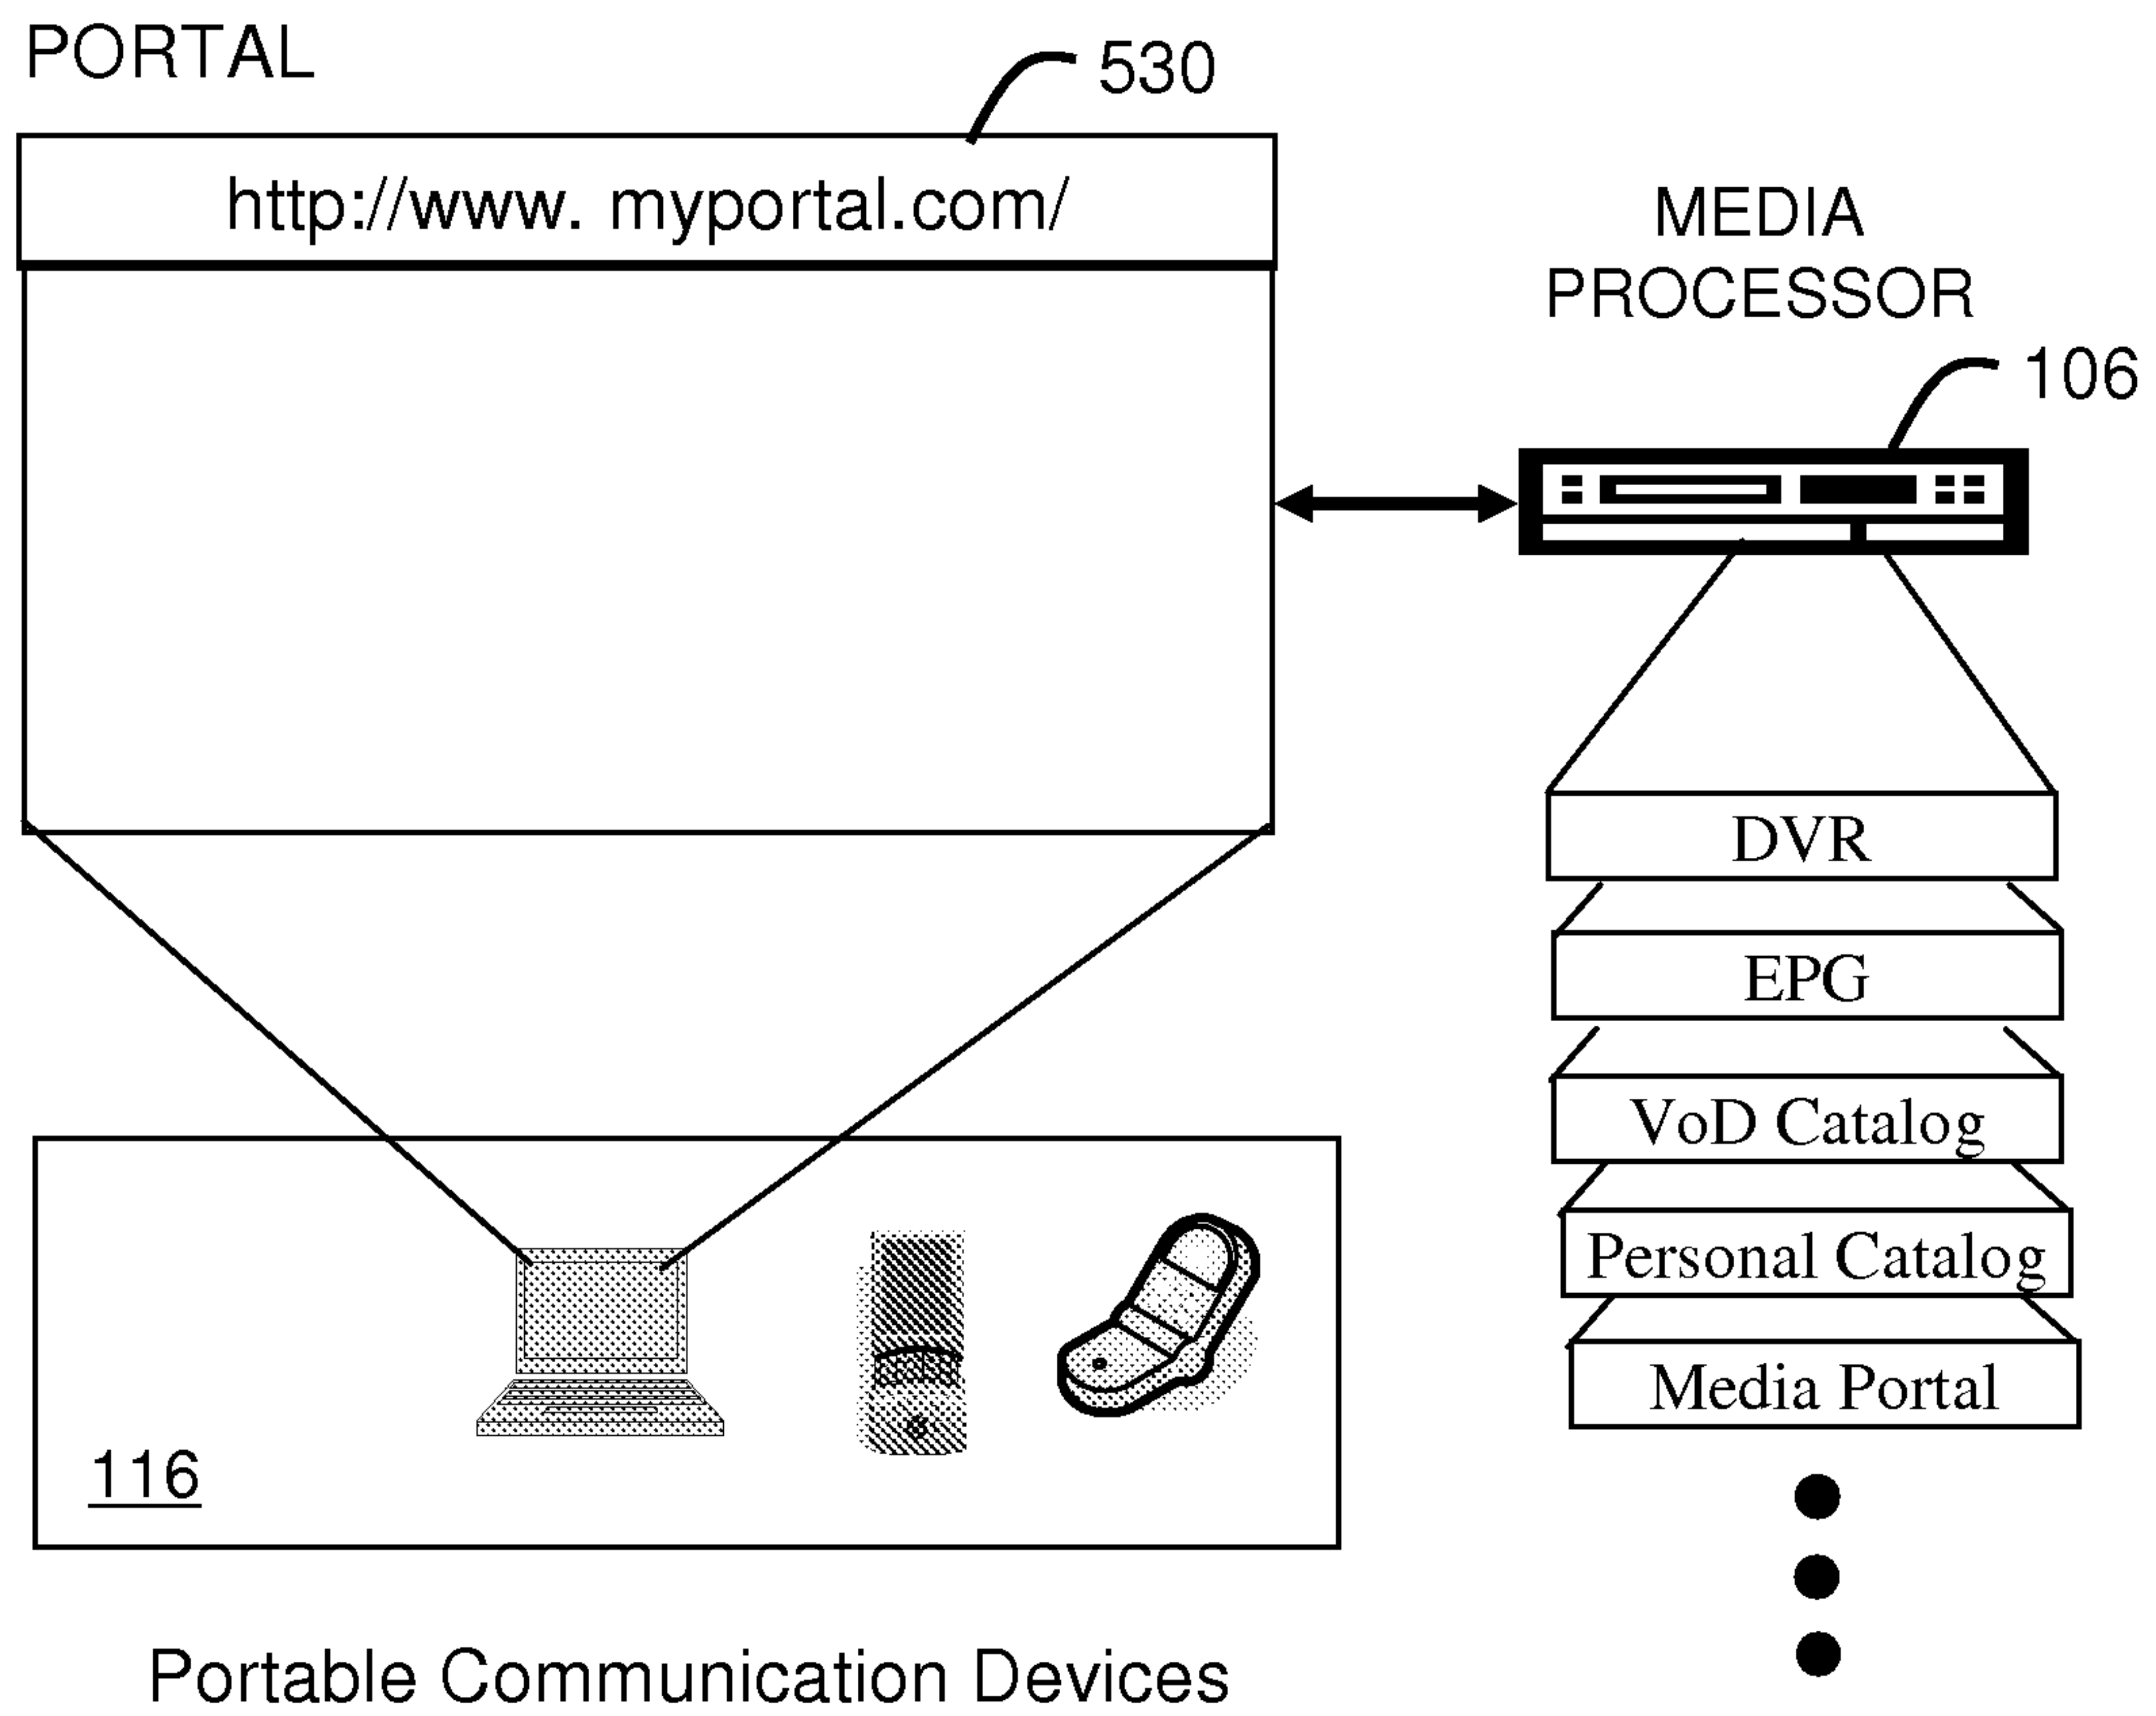 PORTAL
530
http://www. myportal.com/
MEDIA
PROCESSOR
106
DVR
EPG
VoD Catalog
Personal Catalog
Media Portal
116
Portable Communication Devices